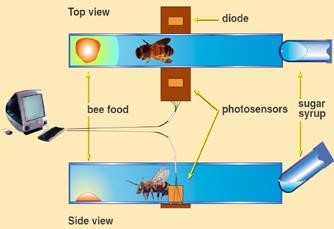 Top view
diode
bee food
photosensors
sugar
syrup
Side view